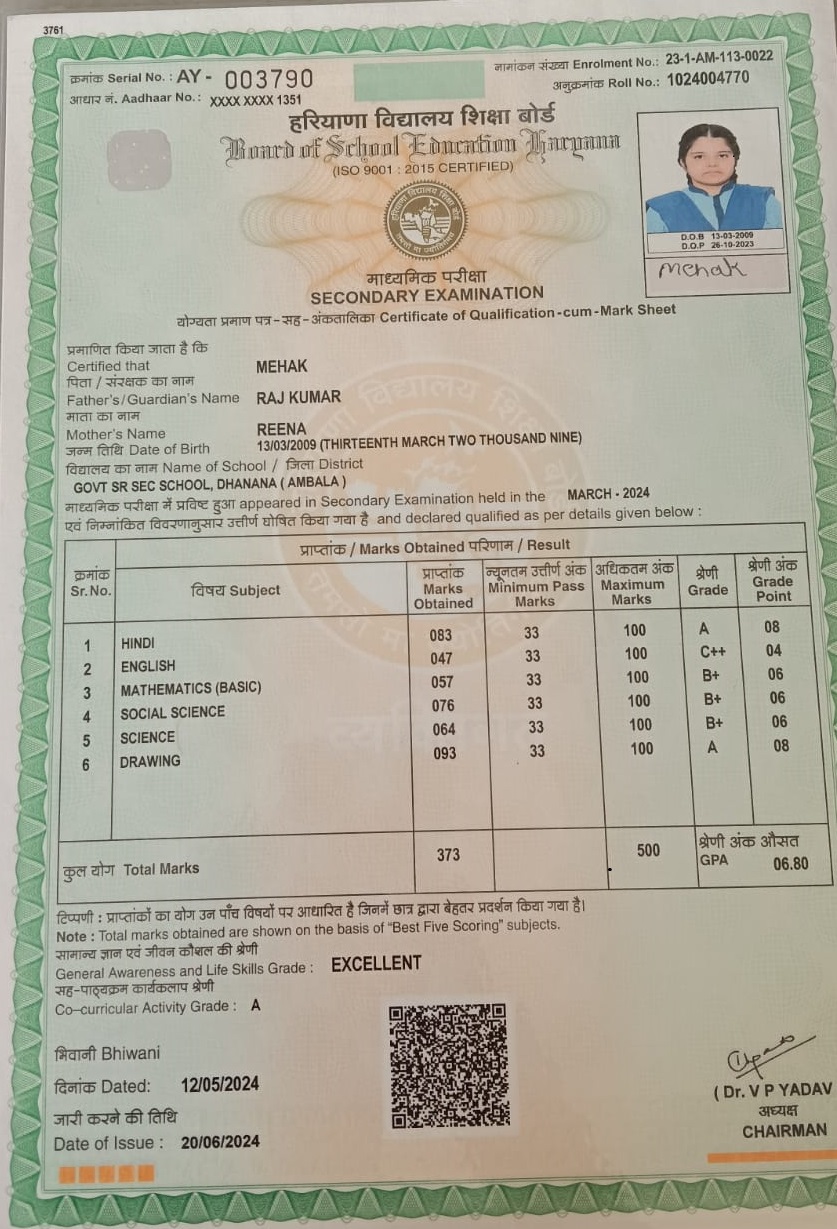 3761
क्रमांक Serial No. : AY - 003790
नामांकन संख्या Enrolment No.: 23-1-AM-113-0022
आधार नं. Aadhaar No. : XXXX XXXX 1351
अनुक्रमांक Roll No.: 1024004770
हरियाणा विद्यालय शिक्षा बोर्ड
Board of School Education Haryana
(ISO 9001 : 2015 CERTIFIED)
D.O.B 13-03-2009
D.O.P 26-10-2023
Mehak
माध्यमिक परीक्षा
SECONDARY EXAMINATION
योग्यता प्रमाण पत्र-सह-अंकतालिका Certificate of Qualification-cum-Mark Sheet
प्रमाणित किया जाता है कि
Certified that MEHAK
पिता / संरक्षक का नाम
Father's/Guardian's Name RAJ KUMAR
माता का नाम
Mother's Name REENA
जन्म तिथि Date of Birth 13/03/2009 (THIRTEENTH MARCH TWO THOUSAND NINE)
विद्यालय का नाम Name of School / जिला District
GOVT SR SEC SCHOOL, DHANANA ( AMBALA )
माध्यमिक परीक्षा में प्रविष्ट हुआ appeared in Secondary Examination held in the MARCH - 2024
एवं निम्नांकित विवरणानुसार उत्तीर्ण घोषित किया गया है and declared qualified as per details given below :
प्राप्तांक / Marks Obtained परिणाम / Result
क्रमांक Sr. No. विषय Subject प्राप्तांक Marks Obtained न्यूनतम उत्तीर्ण अंक Minimum Pass Marks अधिकतम अंक Maximum Marks श्रेणी Grade श्रेणी अंक Grade Point
1 HINDI 083 33 100 A 08
2 ENGLISH 047 33 100 C++ 04
3 MATHEMATICS (BASIC) 057 33 100 B+ 06
4 SOCIAL SCIENCE 076 33 100 B+ 06
5 SCIENCE 064 33 100 B+ 06
6 DRAWING 093 33 100 A 08
कुल योग Total Marks 373 500 श्रेणी अंक औसत GPA 06.80
टिप्पणी : प्राप्तांकों का योग उन पाँच विषयों पर आधारित है जिनमें छात्र द्वारा बेहतर प्रदर्शन किया गया है।
Note : Total marks obtained are shown on the basis of "Best Five Scoring" subjects.
सामान्य ज्ञान एवं जीवन कौशल की श्रेणी
General Awareness and Life Skills Grade : EXCELLENT
सह-पाठ्यक्रम कार्यकलाप श्रेणी
Co–curricular Activity Grade : A
भिवानी Bhiwani
दिनांक Dated: 12/05/2024
जारी करने की तिथि
Date of Issue : 20/06/2024
( Dr. V P YADAV
अध्यक्ष
CHAIRMAN